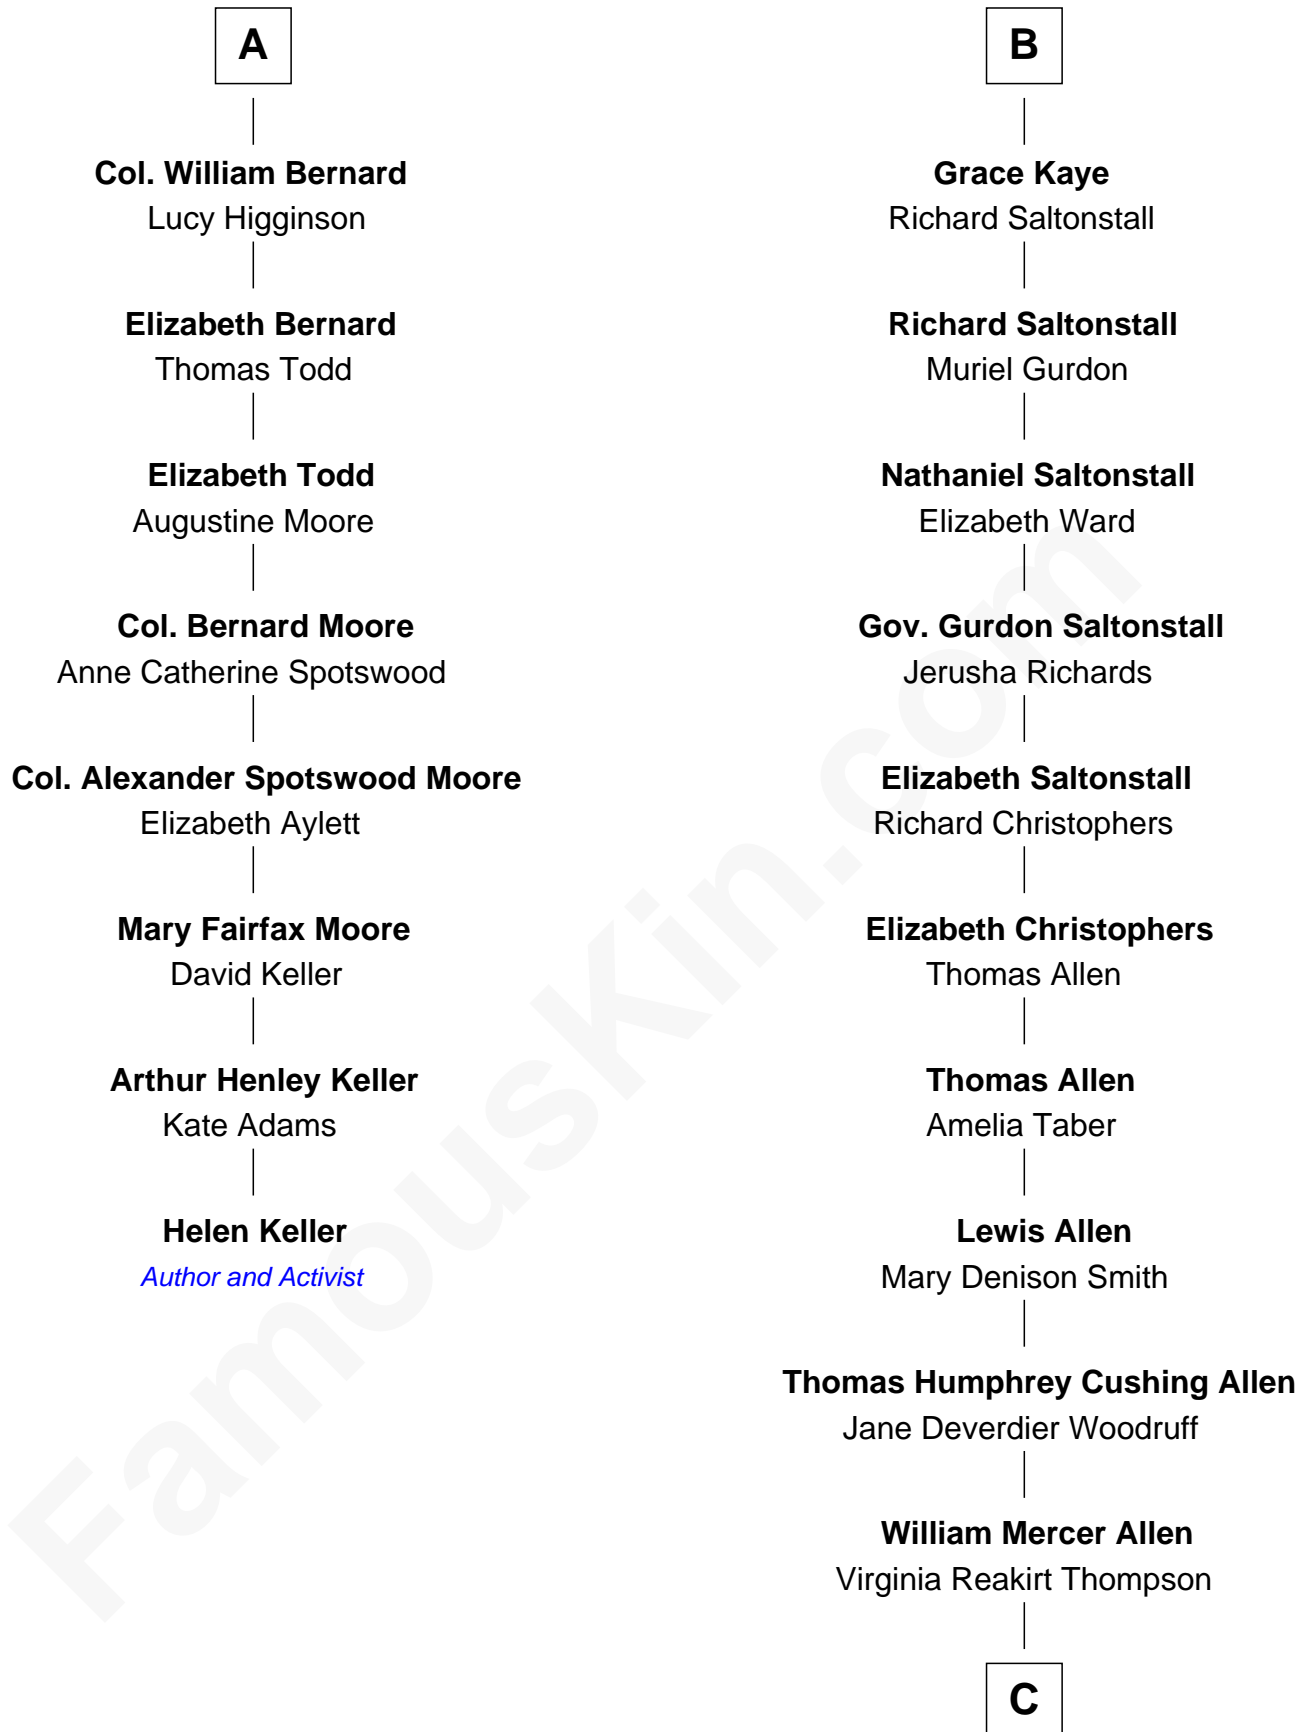 A
Col. William Bernard
Lucy Higginson
Elizabeth Bernard
Thomas Todd
Elizabeth Todd
Augustine Moore
Col. Bernard Moore
Anne Catherine Spotswood
Col. Alexander Spotswood Moore
Elizabeth Aylett
Mary Fairfax Moore
David Keller
Arthur Henley Keller
Kate Adams
Helen Keller
Author and Activist
B
Grace Kaye
Richard Saltonstall
Richard Saltonstall
Muriel Gurdon
Nathaniel Saltonstall
Elizabeth Ward
Gov. Gurdon Saltonstall
Jerusha Richards
Elizabeth Saltonstall
Richard Christophers
Elizabeth Christophers
Thomas Allen
Thomas Allen
Amelia Taber
Lewis Allen
Mary Denison Smith
Thomas Humphrey Cushing Allen
Jane Deverdier Woodruff
William Mercer Allen
Virginia Reakirt Thompson
C
FamousKin.com